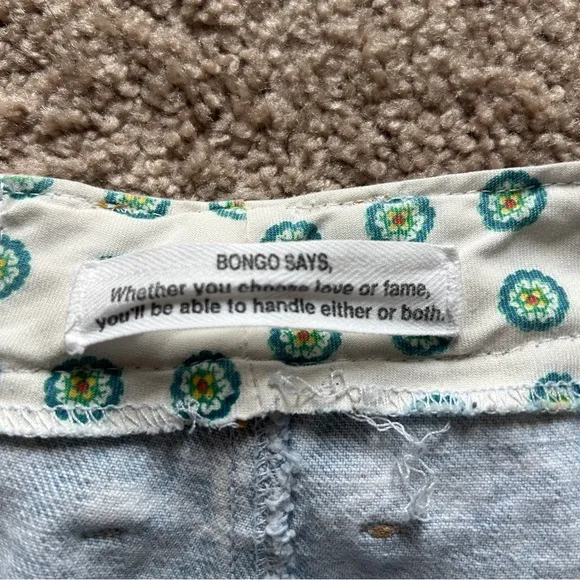 BONGO SAYS,
Whether you choose love or fame,
you'll be able to handle either or both.